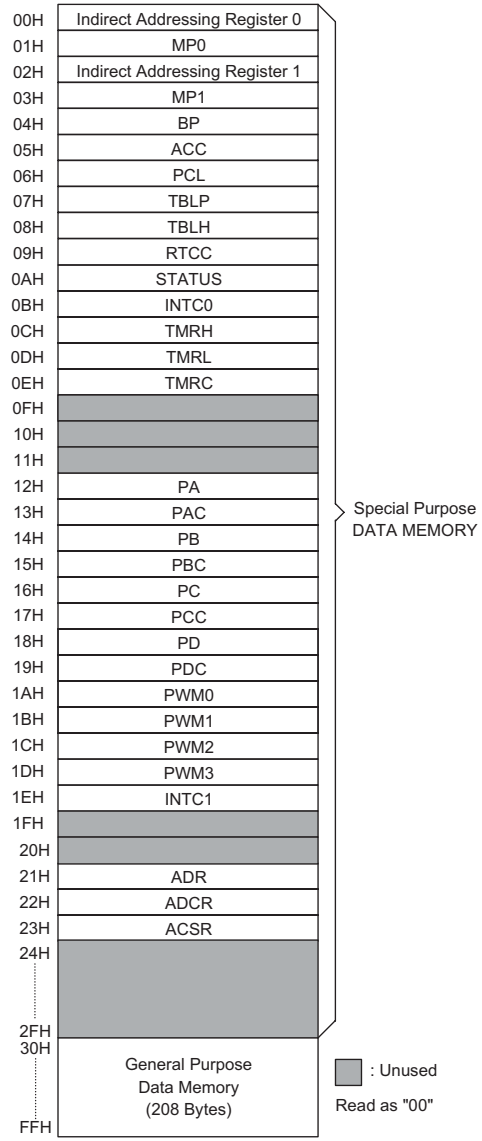 00H Indirect Addressing Register 0
01H MP0
02H Indirect Addressing Register 1
03H MP1
04H BP
05H ACC
06H PCL
07H TBLP
08H TBLH
09H RTCC
0AH STATUS
0BH INTC0
0CH TMRH
0DH TMRL
0EH TMRC
0FH
10H
11H
12H PA
13H PAC
14H PB
15H PBC
16H PC
17H PCC
18H PD
19H PDC
1AH PWM0
1BH PWM1
1CH PWM2
1DH PWM3
1EH INTC1
1FH
20H
21H ADR
22H ADCR
23H ACSR
24H
2FH
30H
FFH
General Purpose
Data Memory
(208 Bytes)
Special Purpose
DATA MEMORY
: Unused
Read as "00"